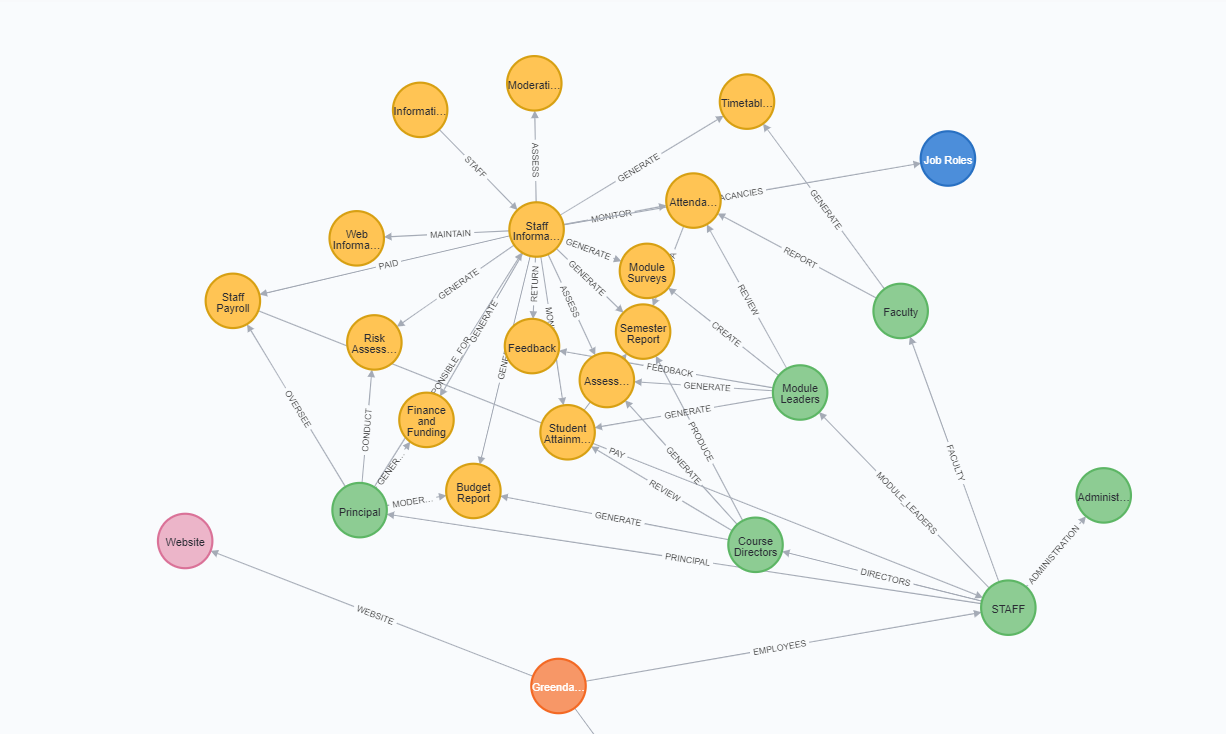 Moderati...
Informati...
Timetabl...
STAFF
ASSESS
GENERATE
Job Roles
ACANCIES
GENERATE
Attenda...
MONITOR
Staff
Informa...
Web
Informa...
MAINTAIN
PAID
GENERATE
REPORT
Module
Surveys
GENERATE
GENERATE
RETURN
ASSESS
REVIEW
Staff
Payroll
Faculty
GENERATE
Semester
Report
CREATE
Risk
Assess...
Feedback
MON
GENE
PONSIBLE_FOR
FEEDBACK
Assess...
GENERATE
Module
Leaders
OVERSEE
CONDUCT
Finance
and
Funding
GENERATE
Student
Attainm...
PRODUCE
PAY
GENERATE
GENER...
REVIEW
FACULTY
Budget
Report
MODER...
Principal
GENERATE
MODULE_LEADERS
Administ...
Website
Course
Directors
PRINCIPAL
DIRECTORS
ADMINISTRATION
STAFF
WEBSITE
EMPLOYEES
Greenda...